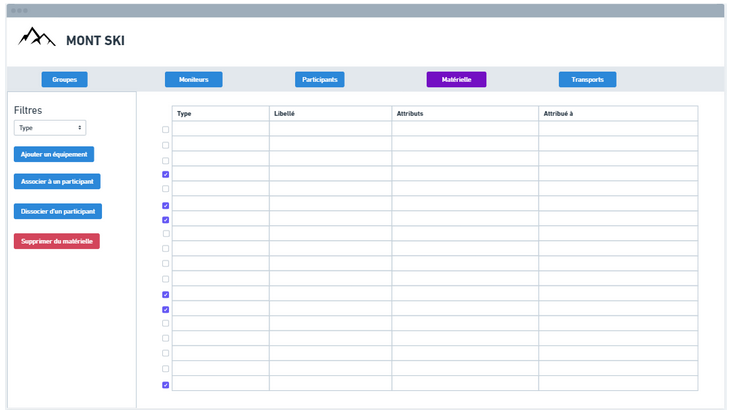 MONT SKI
Groupes
Moniteurs
Participants
Matérielle
Transports
Filtres
Type
Ajouter un équipement
Associer à un participant
Dissocier d'un participant
Supprimer du matérielle
Type Libellé Attributs Attribué à